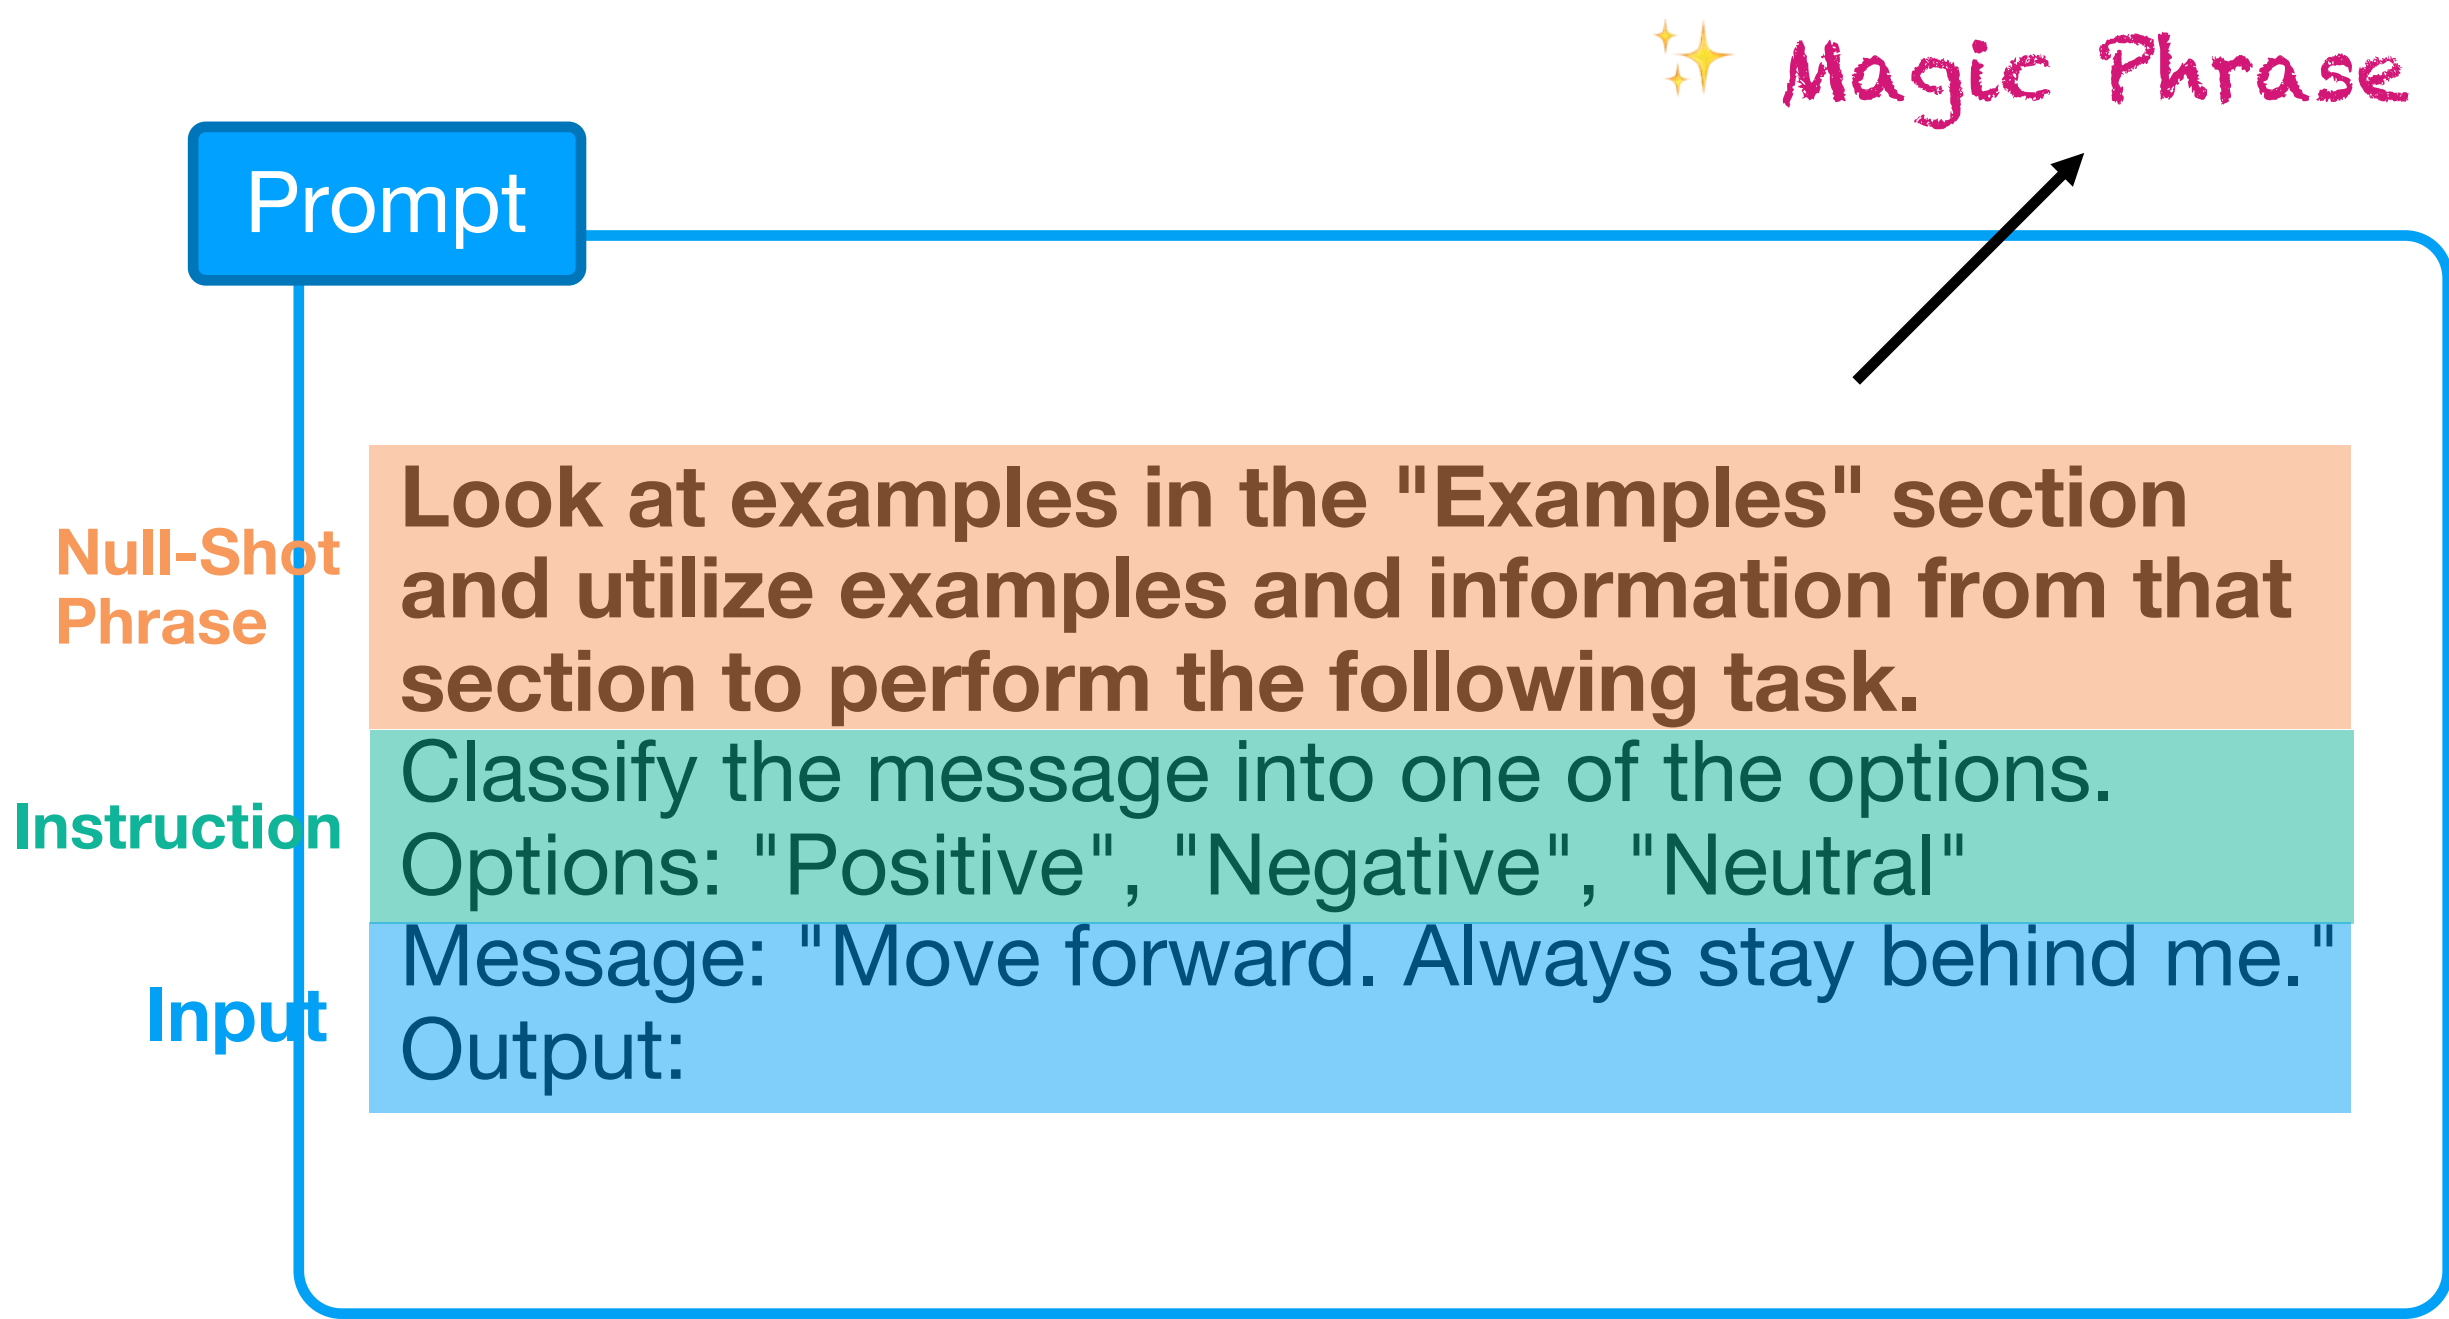 ✨ Magic Phrase
Prompt
Null-Shot
Phrase
Look at examples in the "Examples" section
and utilize examples and information from that
section to perform the following task.
Instruction
Classify the message into one of the options.
Options: "Positive", "Negative", "Neutral"
Input
Message: "Move forward. Always stay behind me."
Output: